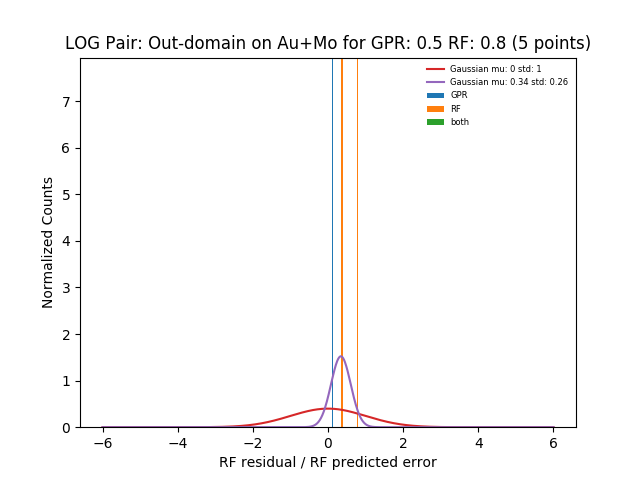 LOG Pair: Out-domain on Au+Mo for GPR: 0.5 RF: 0.8 (5 points)
Gaussian mu: 0 std: 1
Gaussian mu: 0.34 std: 0.26
GPR
RF
both
Normalized Counts
7
6
5
4
3
2
1
0
−6 −4 −2 0 2 4 6
RF residual / RF predicted error